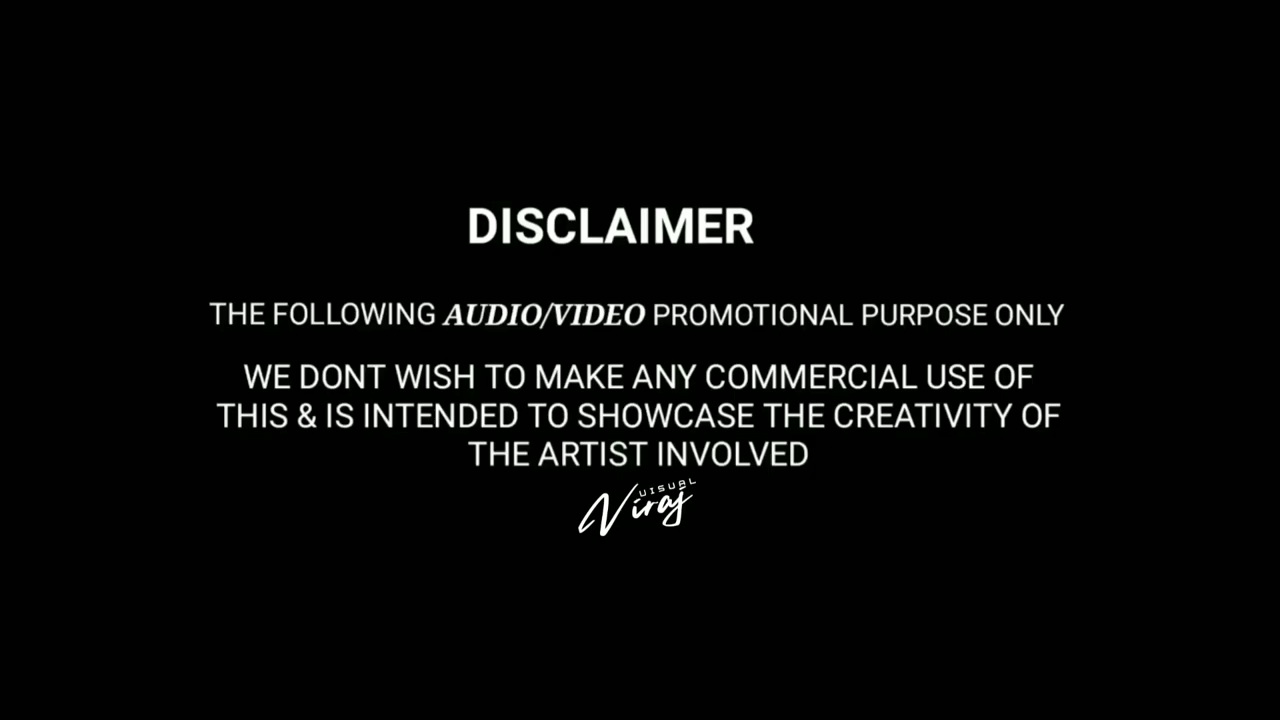 DISCLAIMER
THE FOLLOWING AUDIO/VIDEO PROMOTIONAL PURPOSE ONLY
WE DONT WISH TO MAKE ANY COMMERCIAL USE OF
THIS & IS INTENDED TO SHOWCASE THE CREATIVITY OF
THE ARTIST INVOLVED
VISUAL
Niraj